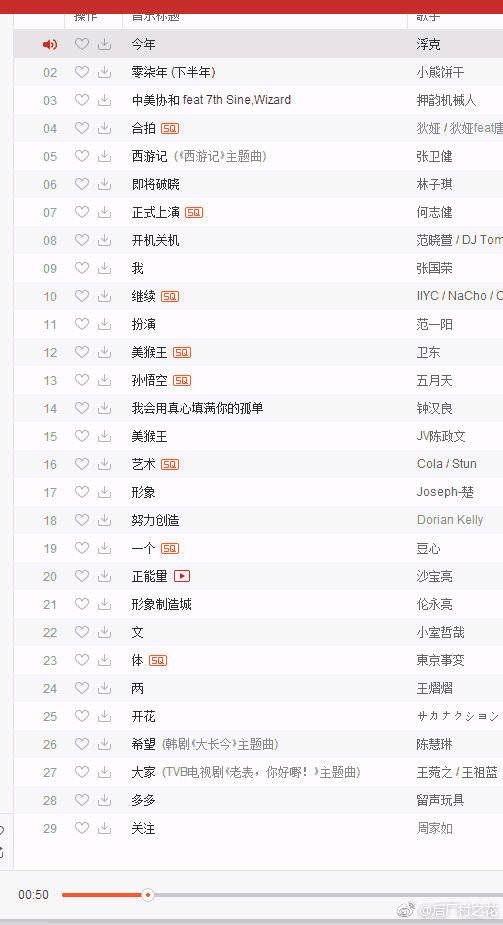 操作 音乐标题 歌手
今年 浮克
02 零柒年 (下半年) 小熊饼干
03 中美协和 feat 7th Sine,Wizard 押韵机械人
04 合拍 SQ 狄娅 / 狄娅feat唐
05 西游记 (《西游记》主题曲) 张卫健
06 即将破晓 林子琪
07 正式上演 SQ 何志健
08 开机关机 范晓萱 / DJ Tom
09 我 张国荣
10 继续 SQ IIYC / NaCho / C
11 扮演 范一阳
12 美猴王 SQ 卫东
13 孙悟空 SQ 五月天
14 我会用真心填满你的孤单 钟汉良
15 美猴王 JV陈政文
16 艺术 SQ Cola / Stun
17 形象 Joseph-楚
18 努力创造 Dorian Kelly
19 一个 SQ 豆心
20 正能量 沙宝亮
21 形象制造城 伦永亮
22 文 小室哲哉
23 体 SQ 東京事変
24 两 王熠熠
25 开花 サカナクション
26 希望 (韩剧《大长今》主题曲) 陈慧琳
27 大家 (TVB电视剧《老表，你好嘢！》主题曲) 王菀之 / 王祖蓝
28 多多 留声玩具
29 关注 周家如
00:50